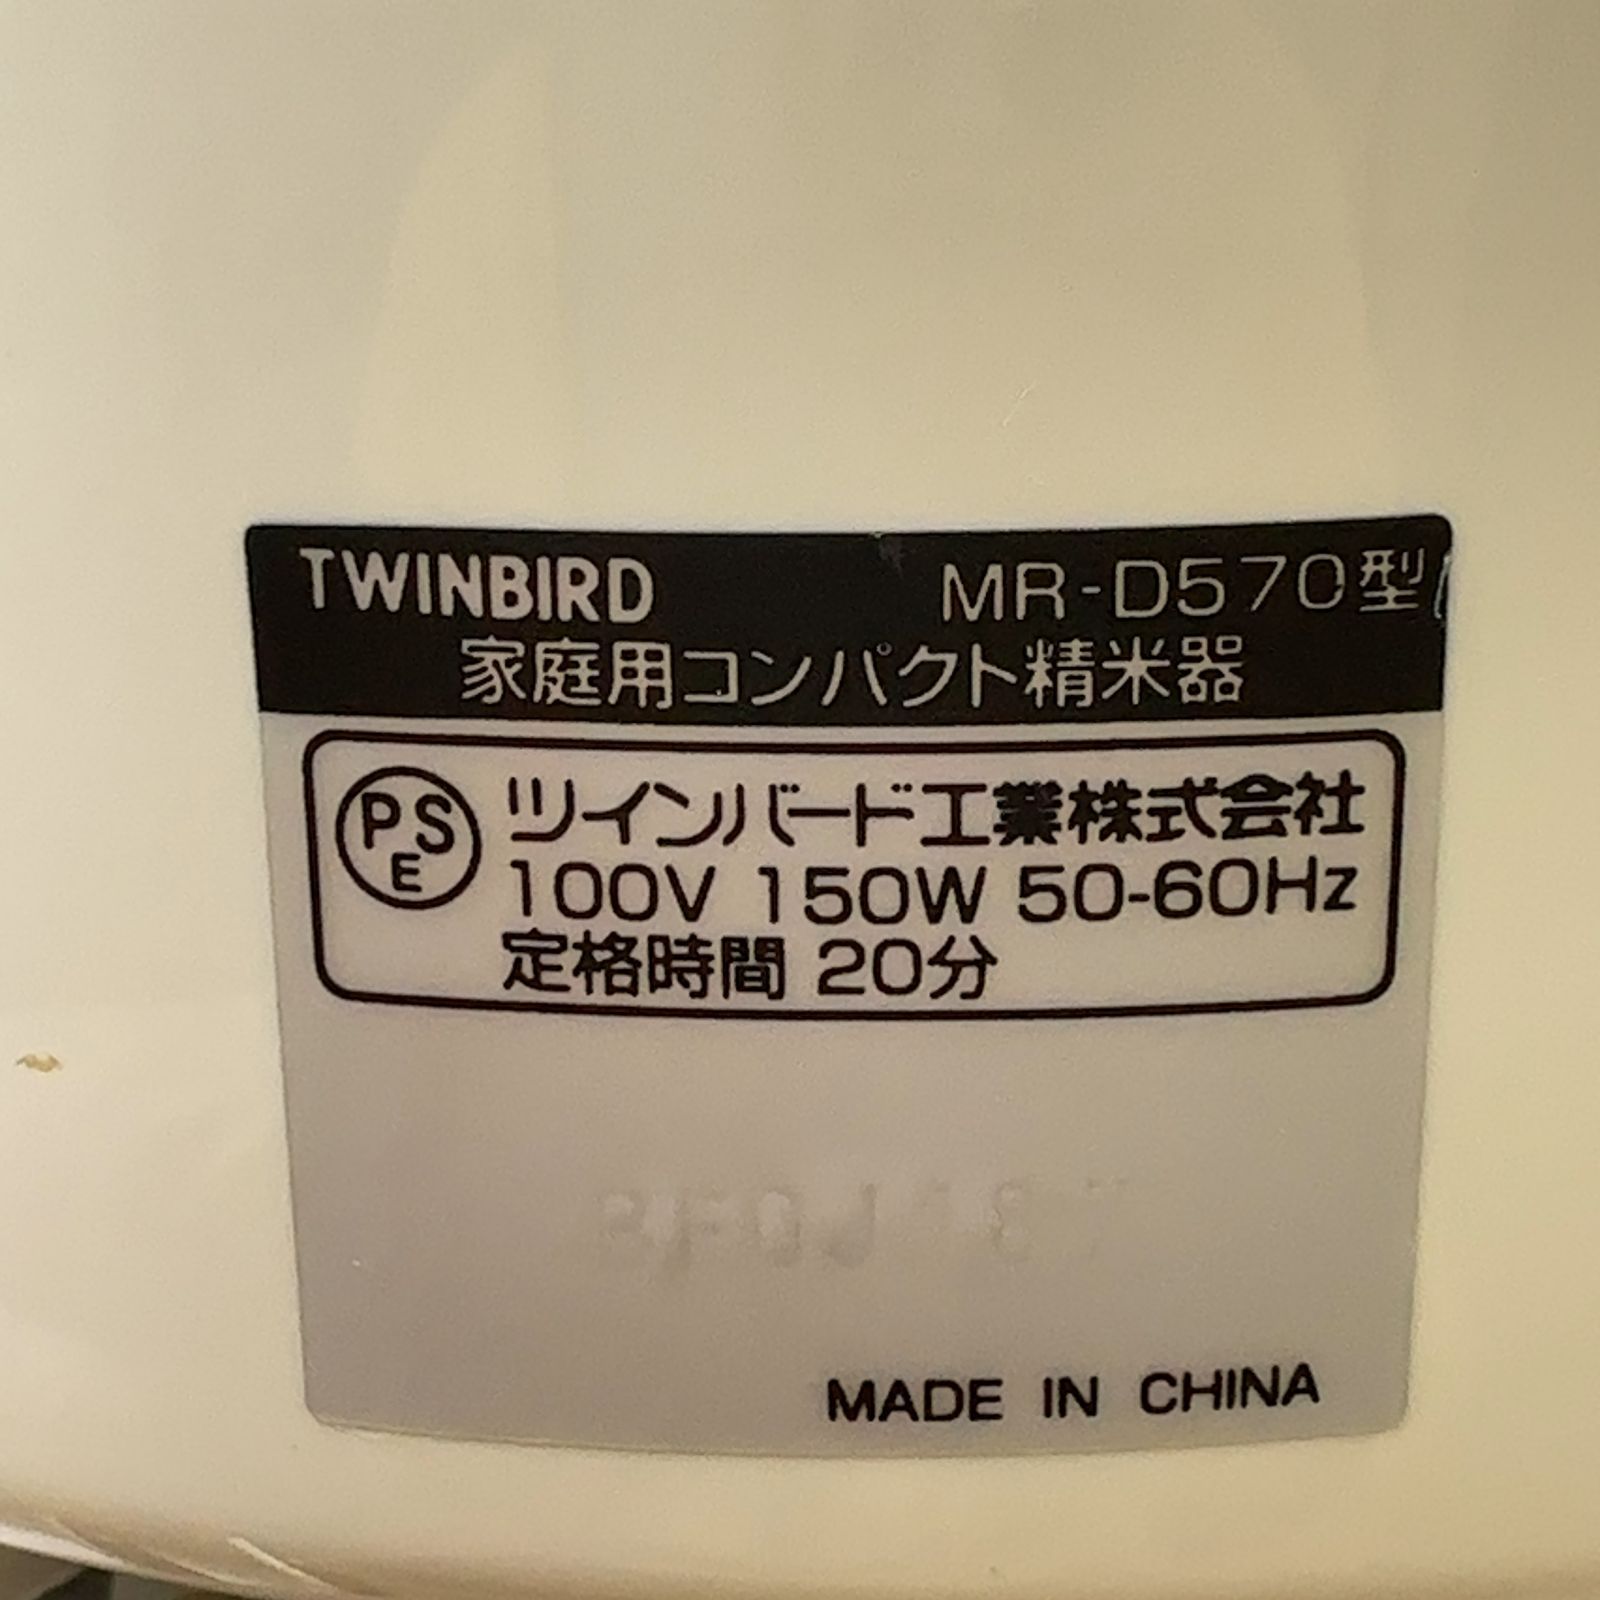 TWINBIRD MR-D570型
家庭用コンパクト精米器
PSE ツインバード工業株式会社
100V 150W 50-60Hz
定格時間 20分
MADE IN CHINA